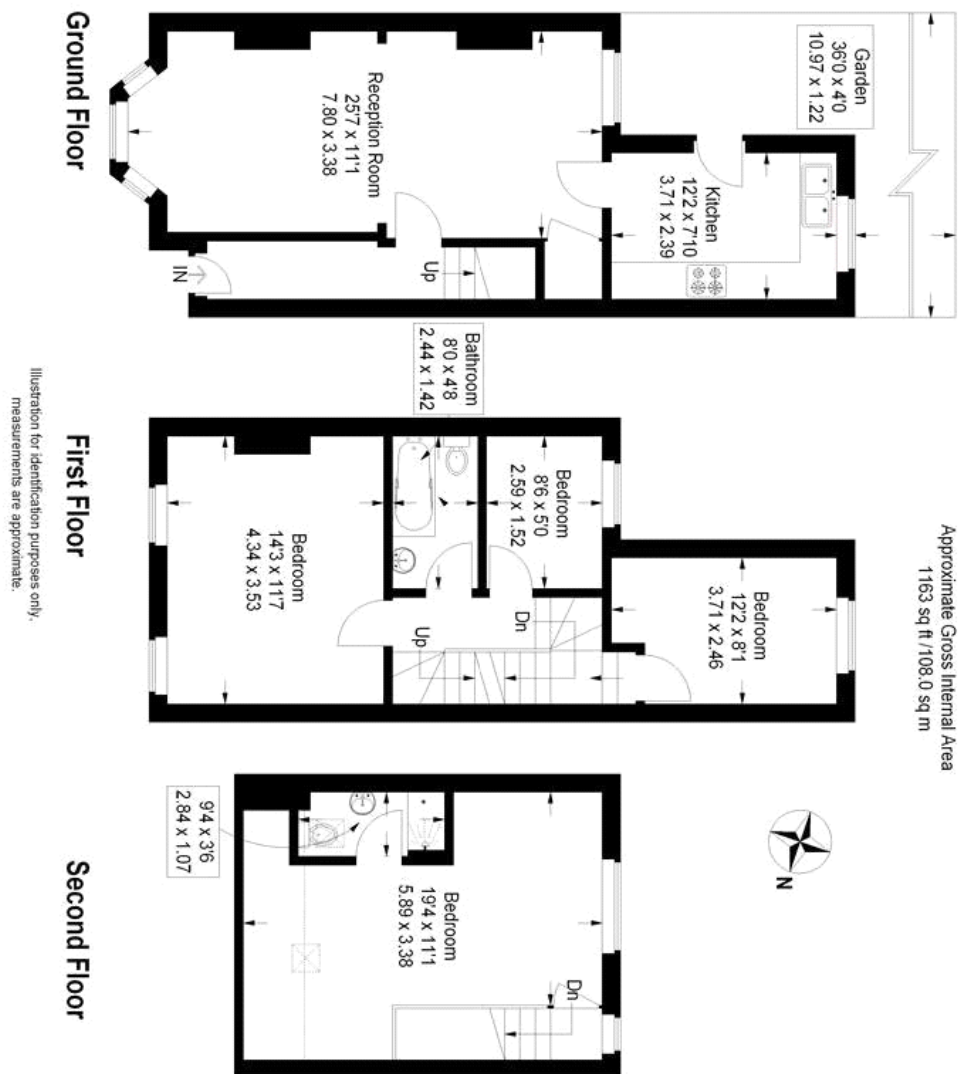 Approximate Gross Internal Area
1163 sq ft /108.0 sq m
N
Garden
36'0 x 4'0
10.97 x 1.22
Kitchen
12'2 x 7'10
3.71 x 2.39
Reception Room
25'7 x 11'1
7.80 x 3.38
Up
IN
Ground Floor
Bedroom
12'2 x 8'1
3.71 x 2.46
Bedroom
8'6 x 5'0
2.59 x 1.52
Bathroom
8'0 x 4'8
2.44 x 1.42
Dn
Up
Bedroom
14'3 x 11'7
4.34 x 3.53
First Floor
Dn
Bedroom
19'4 x 11'1
5.89 x 3.38
9'4 x 3'6
2.84 x 1.07
Second Floor
Illustration for identification purposes only,
measurements are approximate.